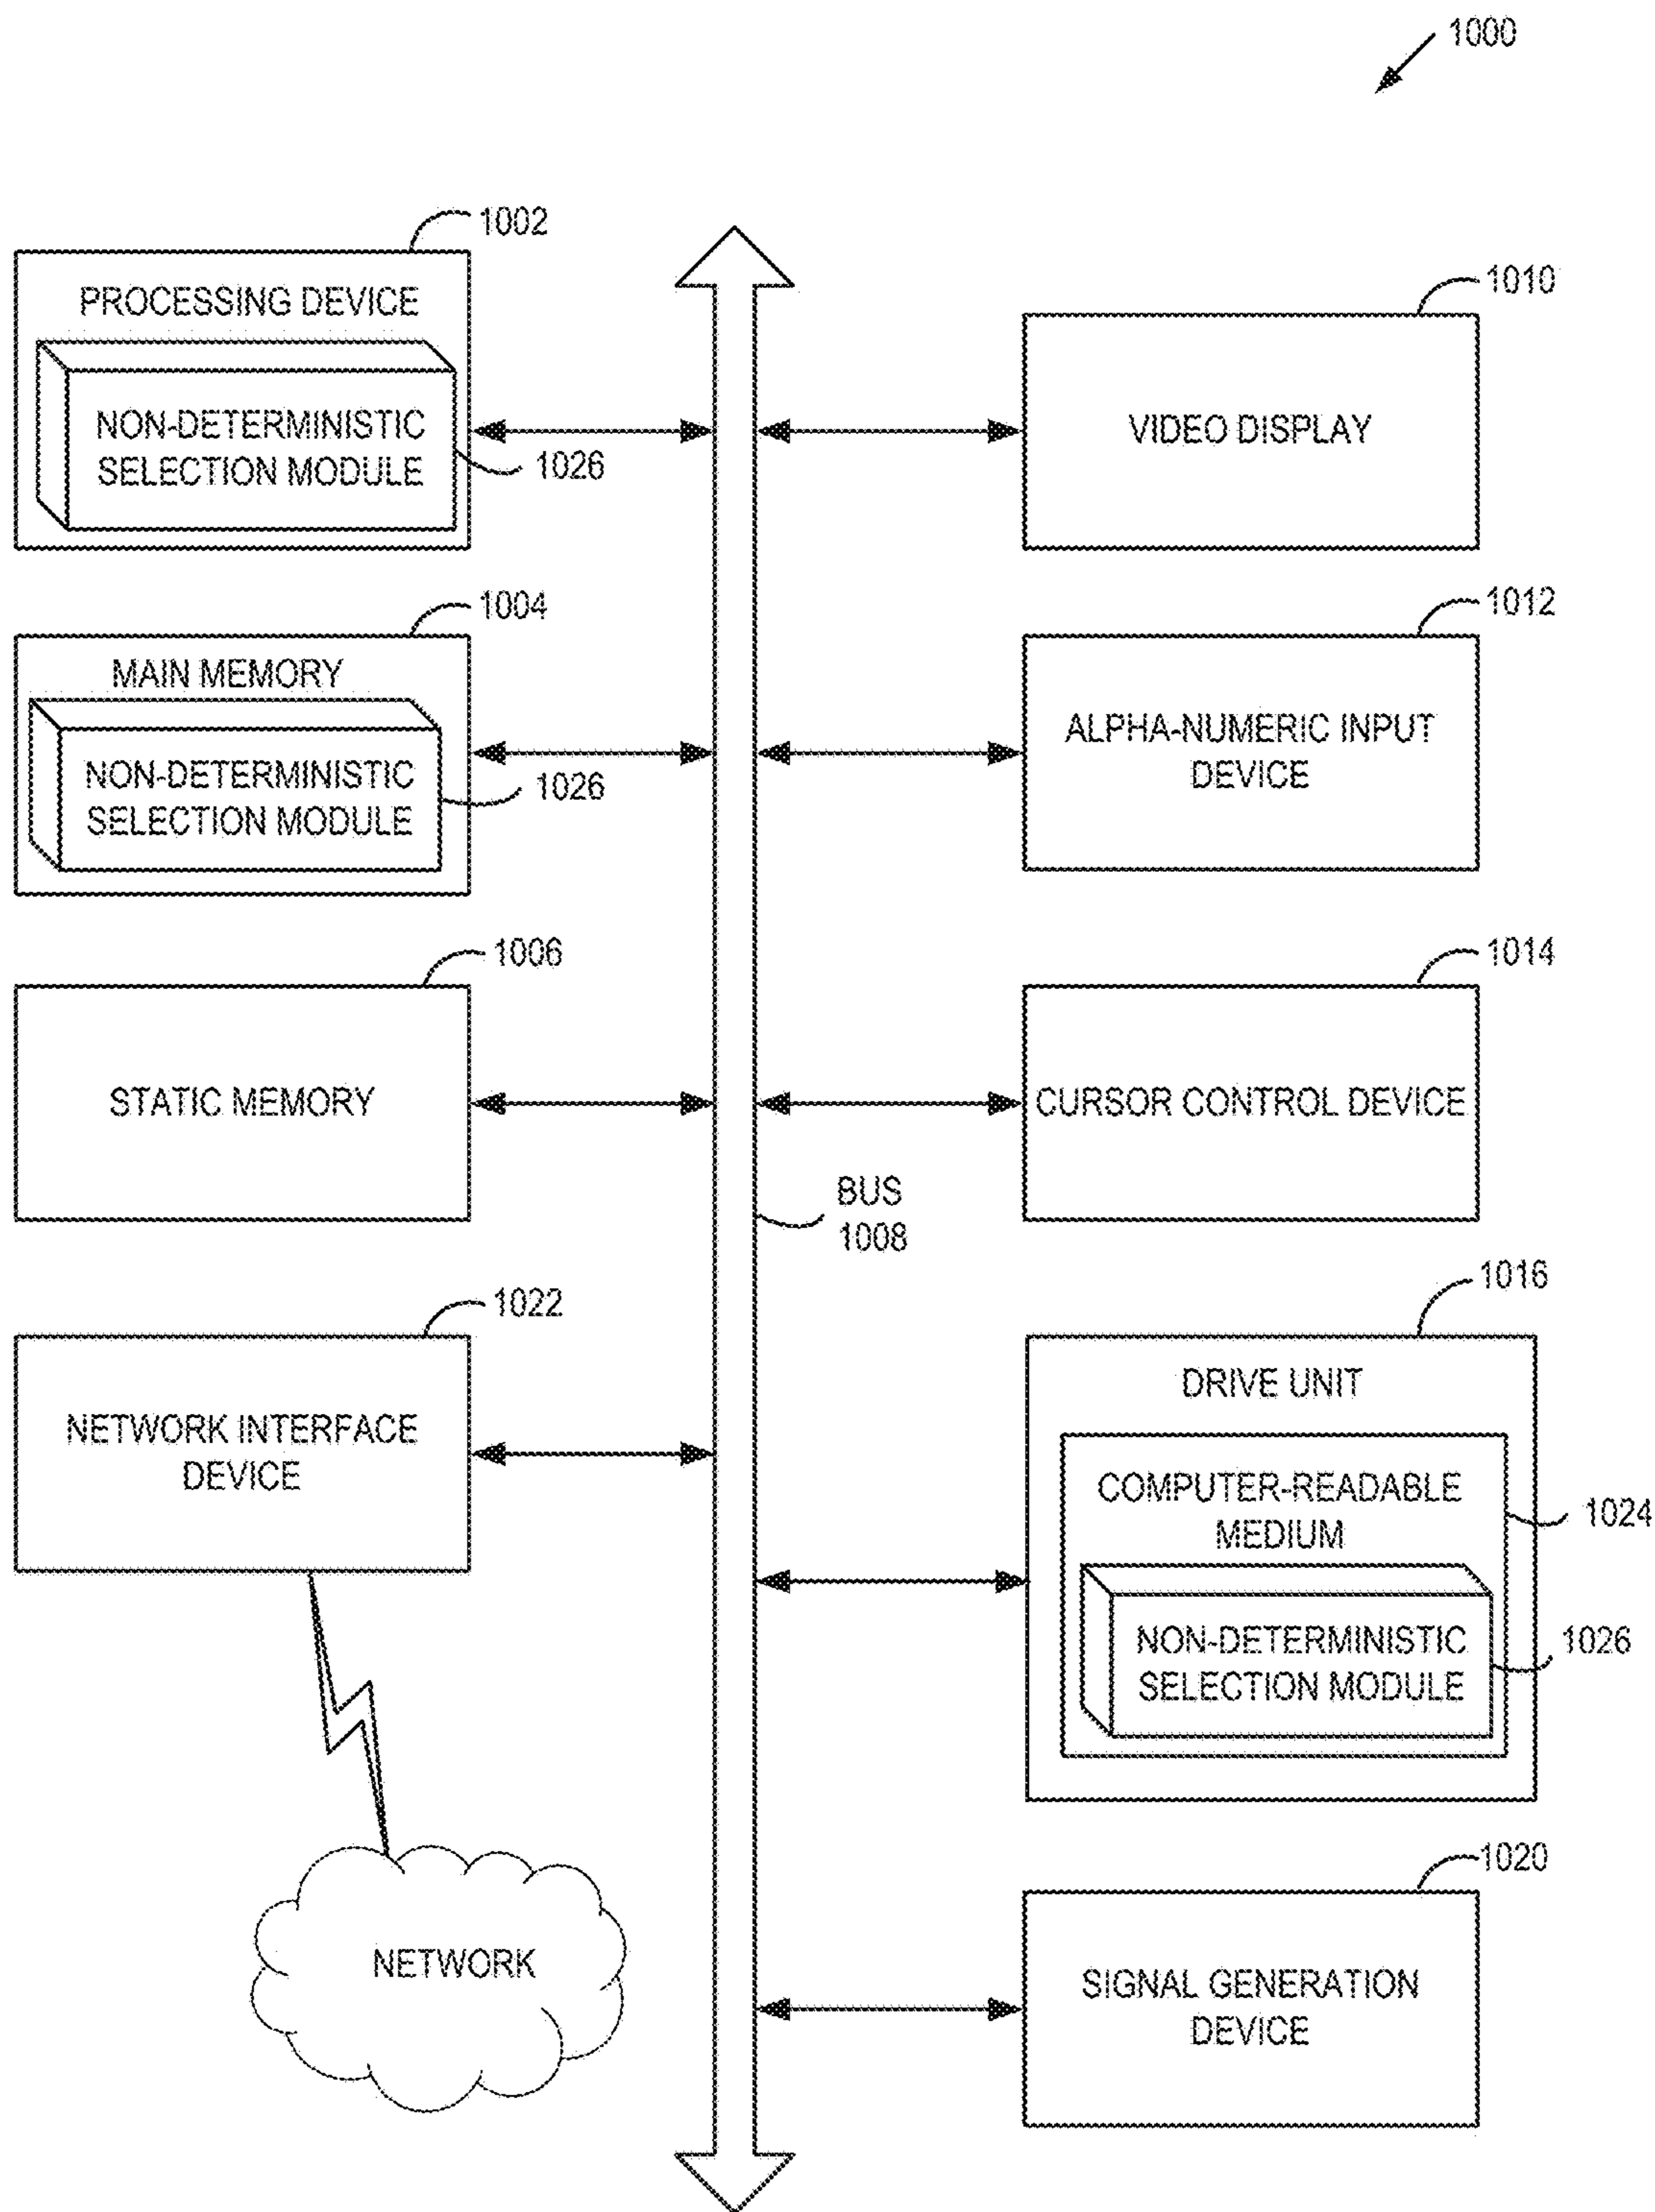 1000
1002
PROCESSING DEVICE
NON-DETERMINISTIC
SELECTION MODULE
1026
1004
MAIN MEMORY
NON-DETERMINISTIC
SELECTION MODULE
1026
1006
STATIC MEMORY
1022
NETWORK INTERFACE
DEVICE
NETWORK
BUS
1008
1010
VIDEO DISPLAY
1012
ALPHA-NUMERIC INPUT
DEVICE
1014
CURSOR CONTROL DEVICE
1016
DRIVE UNIT
COMPUTER-READABLE
MEDIUM
1024
NON-DETERMINISTIC
SELECTION MODULE
1026
1020
SIGNAL GENERATION
DEVICE